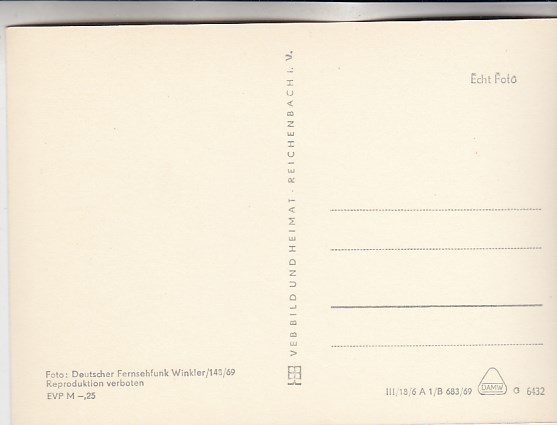 Echt Foto
VEB BILD UND HEIMAT · REICHENBACH i. V.
Foto: Deutscher Fernsehfunk Winkler/143/69
Reproduktion verboten
EVP M –,25
III/18/6 A 1/B 683/69
DAMW
G 6432